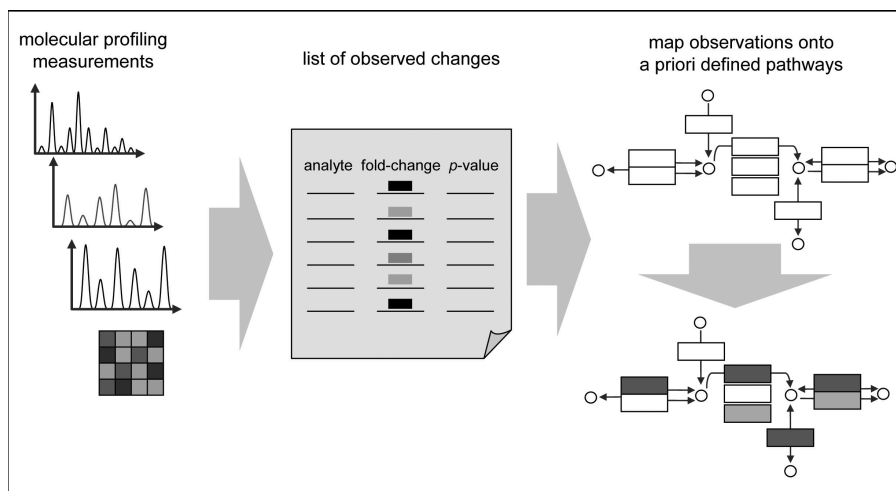 molecular profiling
measurements
list of observed changes
map observations onto
a priori defined pathways
analyte fold-change p-value